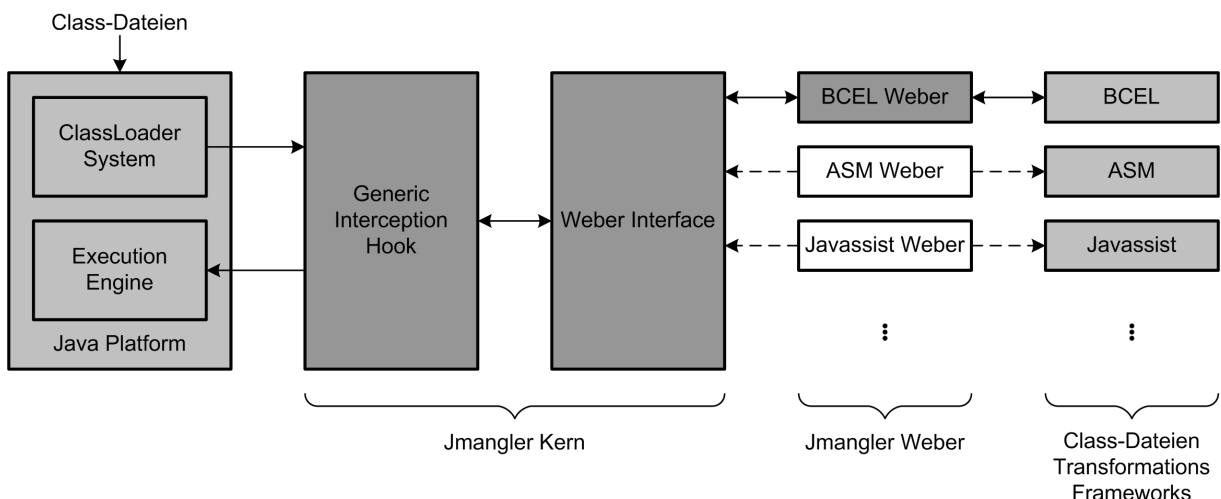 Class-Dateien
ClassLoader
System
Execution
Engine
Java Platform
Generic
Interception
Hook
Weber Interface
BCEL Weber
BCEL
ASM Weber
ASM
Javassist Weber
Javassist
Jmangler Kern
Jmangler Weber
Class-Dateien
Transformations
Frameworks